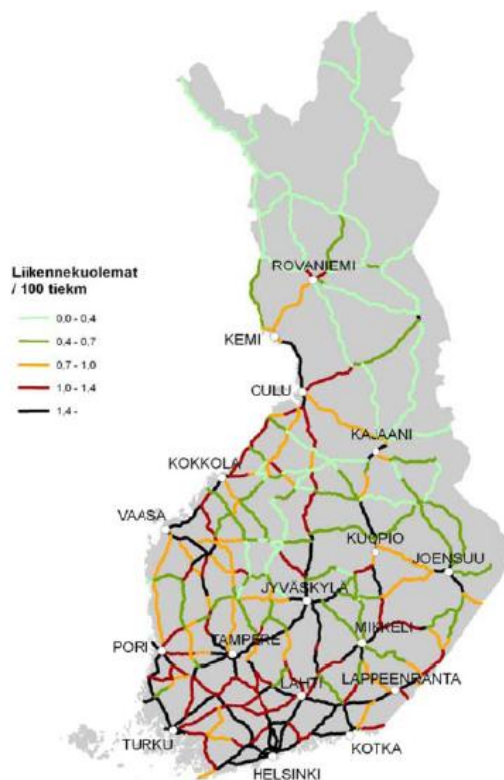 Liikennekuolemat
/ 100 tiekm
0,0 - 0,4
0,4 - 0,7
0,7 - 1,0
1,0 - 1,4
1,4 -
ROVANIEMI
KEMI
CULU
KAJAANI
KOKKOLA
VAASA
KUOPIO
JOENSUU
JYVÄSKYLÄ
MIKKELI
PORI
TAMPERE
LAHTI
LAPPEENRANTA
TURKU
KOTKA
HELSINKI